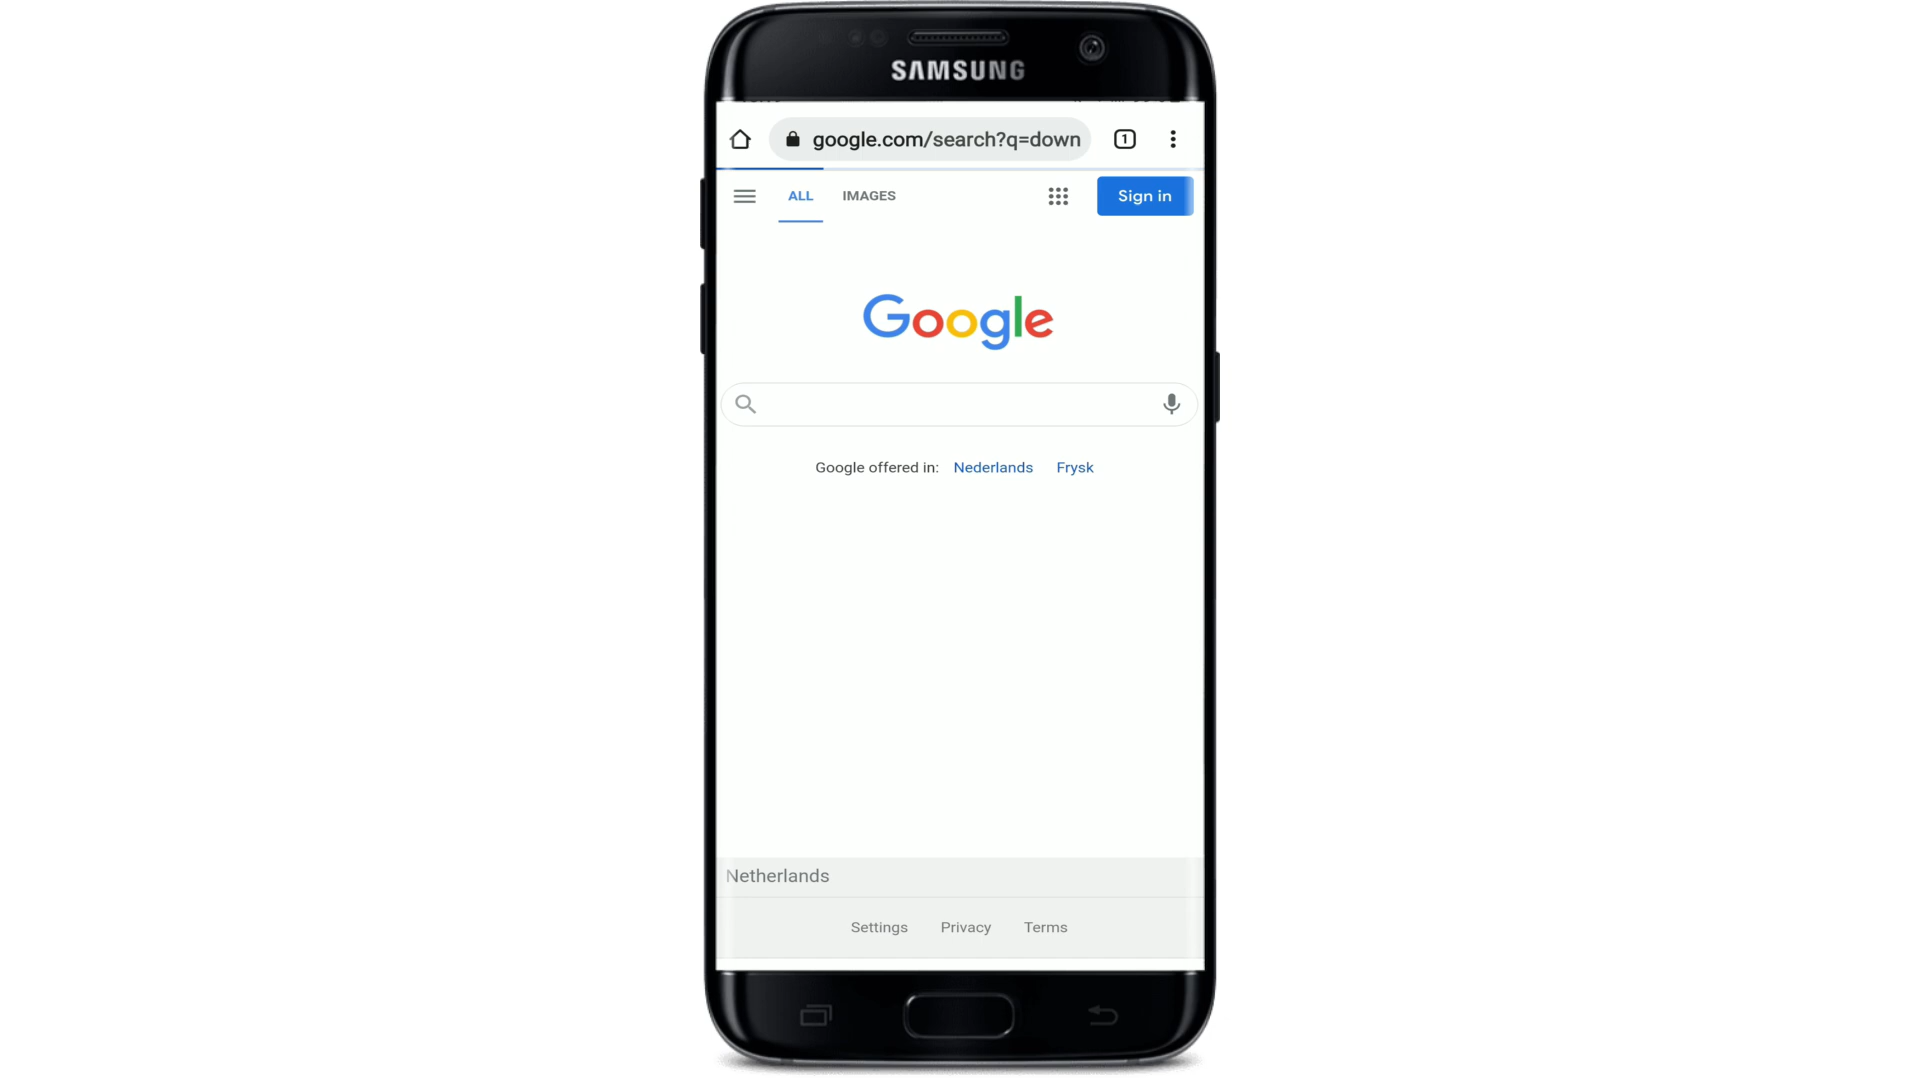 SAMSUNG
google.com/search?q=down
1
ALL IMAGES Sign in
Google
Google offered in: Nederlands Frysk
Netherlands
Settings Privacy Terms